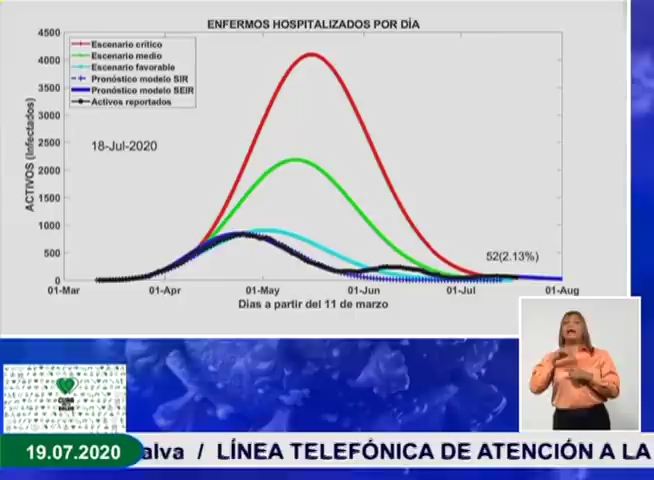 ENFERMOS HOSPITALIZADOS POR DÍA
4500
4000
3500
3000
2500
2000
1500
1000
500
0
ACTIVOS (Infectados)
Escenario crítico
Escenario medio
Escenario favorable
Pronóstico modelo SIR
Pronóstico modelo SEIR
Activos reportados
18-Jul-2020
52(2.13%)
01-Mar 01-Apr 01-May 01-Jun 01-Jul 01-Aug
Dias a partir del 11 de marzo
CUBA
19.07.2020 alva / LÍNEA TELEFÓNICA DE ATENCIÓN A LA